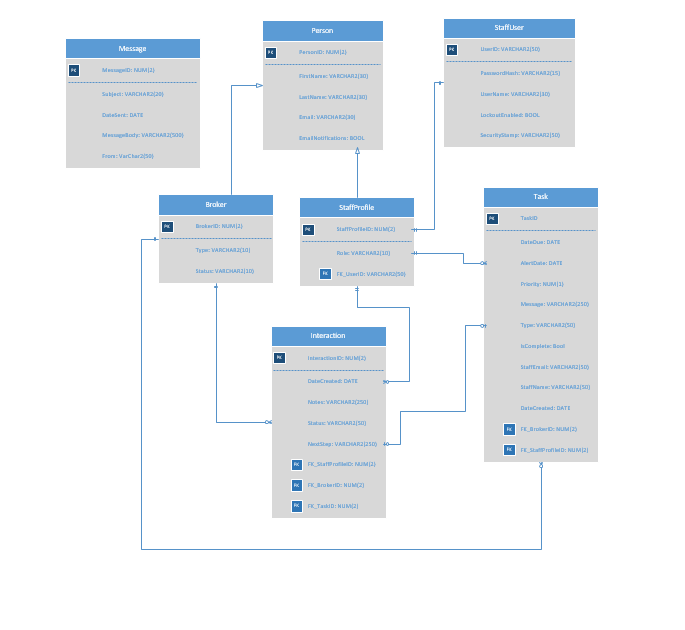 Message
PK
MessageID: NUM(2)
Subject: VARCHAR2(20)
DateSent: DATE
MessageBody: VARCHAR2(500)
From: VarChar2(50)
Person
PK
PersonID: NUM(2)
FirstName: VARCHAR2(30)
LastName: VARCHAR2(30)
Email: VARCHAR2(30)
EmailNotifications: BOOL
StaffUser
PK
UserID: VARCHAR2(50)
PasswordHash: VARCHAR2(15)
UserName: VARCHAR2(30)
LockoutEnabled: BOOL
SecurityStamp: VARCHAR2(50)
Broker
PK
BrokerID: NUM(2)
Type: VARCHAR2(10)
Status: VARCHAR2(10)
StaffProfile
PK
StaffProfileID: NUM(2)
Role: VARCHAR2(10)
FK
FK_UserID: VARCHAR2(50)
Task
PK
TaskID
DateDue: DATE
AlertDate: DATE
Priority: NUM(1)
Message: VARCHAR2(250)
Type: VARCHAR2(50)
IsComplete: Bool
StaffEmail: VARCHAR2(50)
StaffName: VARCHAR2(50)
DateCreated: DATE
FK
FK_BrokerID: NUM(2)
FK
FK_StaffProfileID: NUM(2)
Interaction
PK
InteractionID: NUM(2)
DateCreated: DATE
Notes: VARCHAR2(250)
Status: VARCHAR2(50)
NextStep: VARCHAR2(250)
FK
FK_StaffProfileID: NUM(2)
FK
FK_BrokerID: NUM(2)
FK
FK_TaskID: NUM(2)